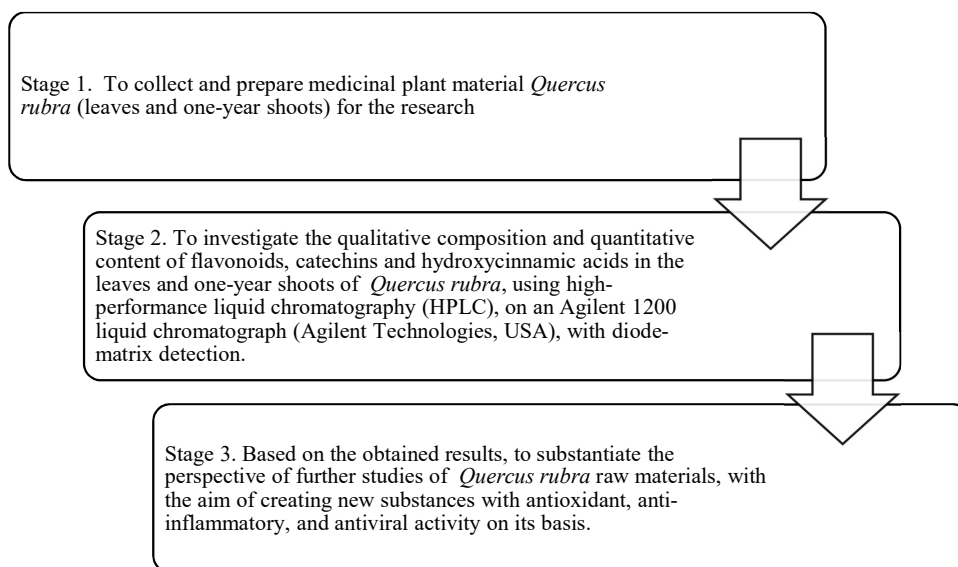 Stage 1. To collect and prepare medicinal plant material Quercus
rubra (leaves and one-year shoots) for the research
Stage 2. To investigate the qualitative composition and quantitative
content of flavonoids, catechins and hydroxycinnamic acids in the
leaves and one-year shoots of Quercus rubra, using high-
performance liquid chromatography (HPLC), on an Agilent 1200
liquid chromatograph (Agilent Technologies, USA), with diode-
matrix detection.
Stage 3. Based on the obtained results, to substantiate the
perspective of further studies of Quercus rubra raw materials, with
the aim of creating new substances with antioxidant, anti-
inflammatory, and antiviral activity on its basis.